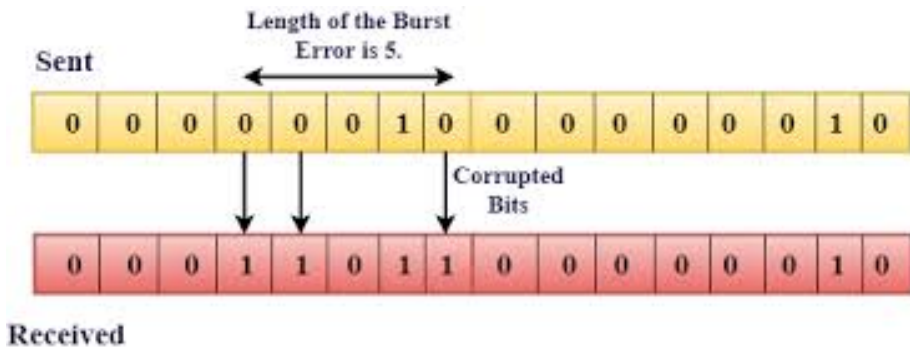 Length of the Burst
Error is 5.
Sent
0 0 0 0 0 0 1 0 0 0 0 0 0 1 0
Corrupted
Bits
0 0 0 1 1 0 1 1 0 0 0 0 0 1 0
Received